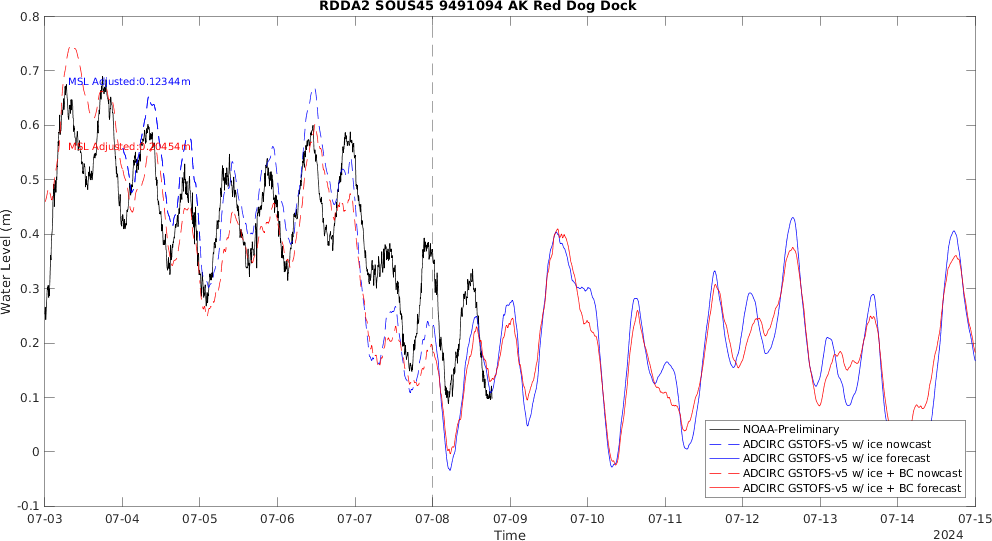 RDDA2 SOUS45 9491094 AK Red Dog Dock
0.8
0.7
0.6
0.5
0.4
0.3
0.2
0.1
0
-0.1
Water Level (m)
MSL Adjusted:0.12344m
MSL Adjusted:0.20454m
NOAA-Preliminary
ADCIRC GSTOFS-v5 w/ ice nowcast
ADCIRC GSTOFS-v5 w/ ice forecast
ADCIRC GSTOFS-v5 w/ ice + BC nowcast
ADCIRC GSTOFS-v5 w/ ice + BC forecast
07-03 07-04 07-05 07-06 07-07 07-08 07-09 07-10 07-11 07-12 07-13 07-14 07-15
Time
2024